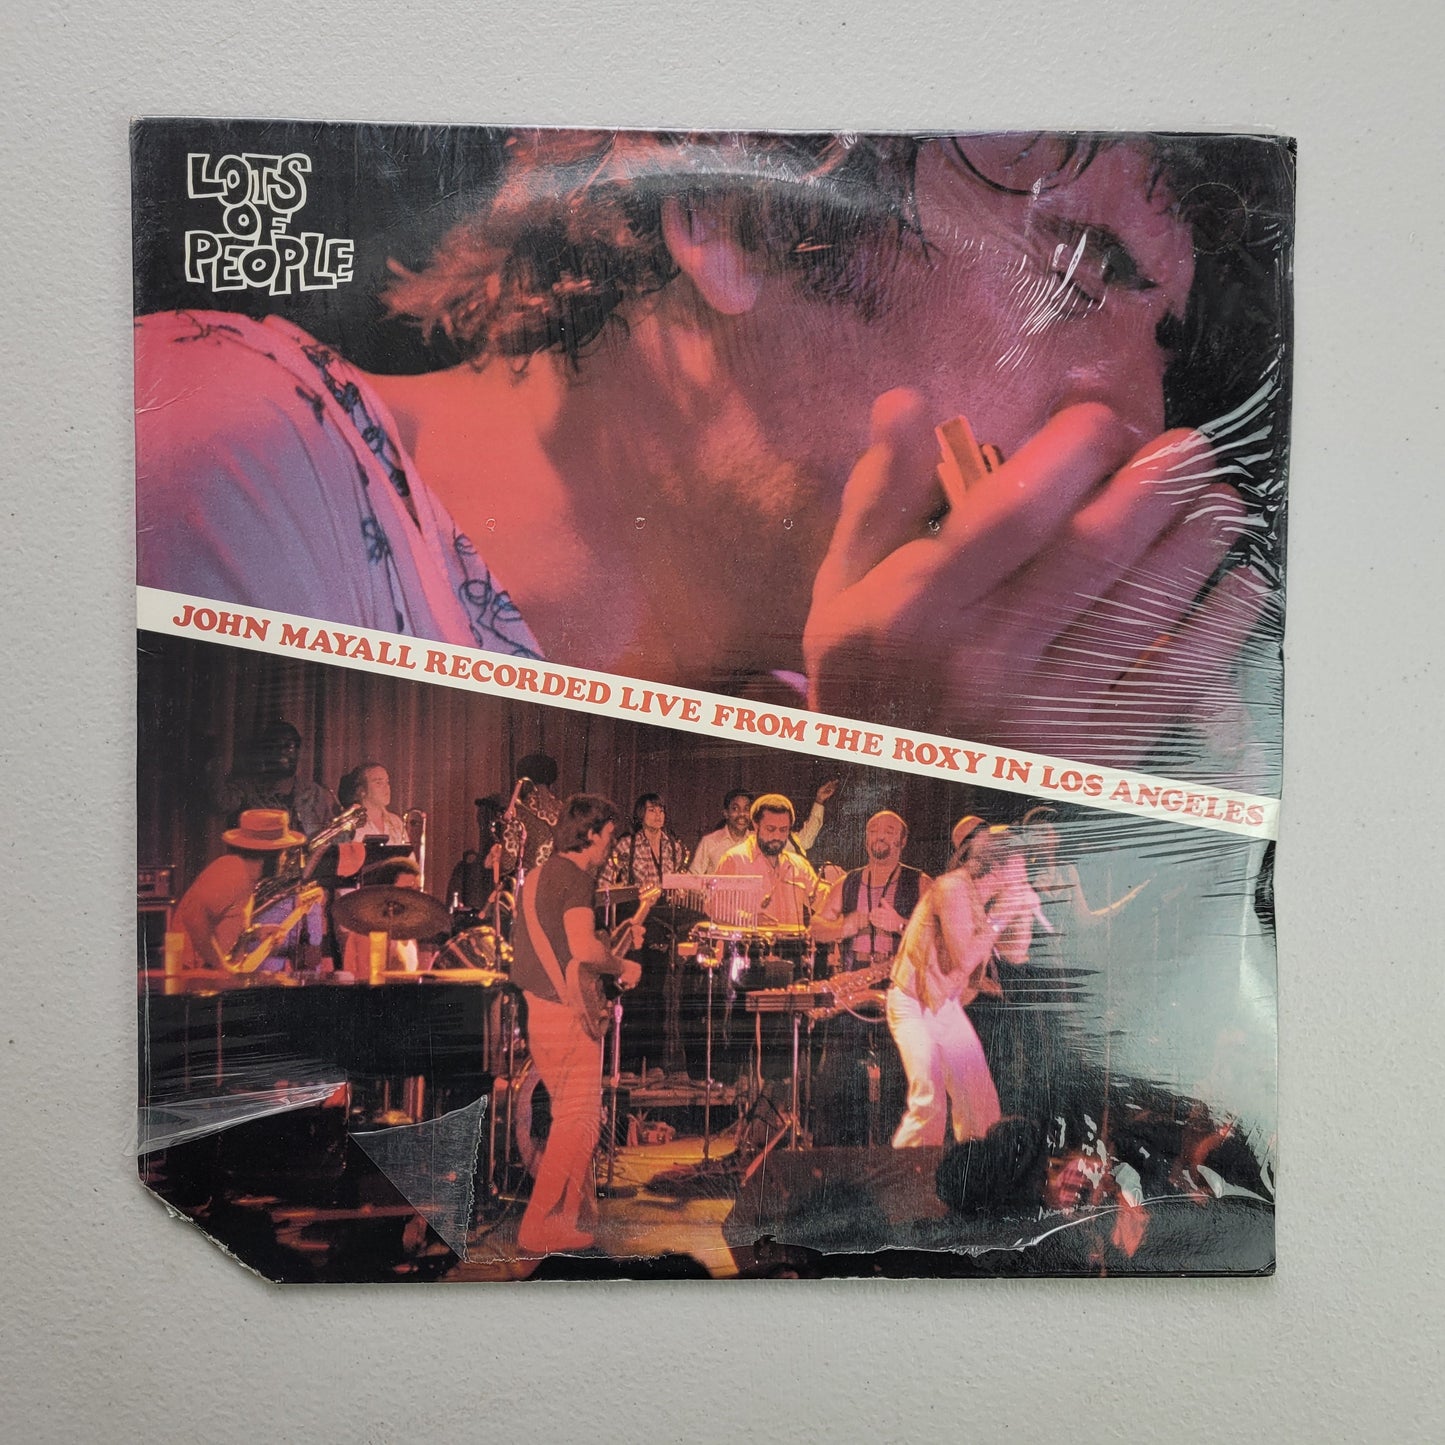 LOTS
OF
PEOPLE
JOHN MAYALL RECORDED LIVE FROM THE ROXY IN LOS ANGELES